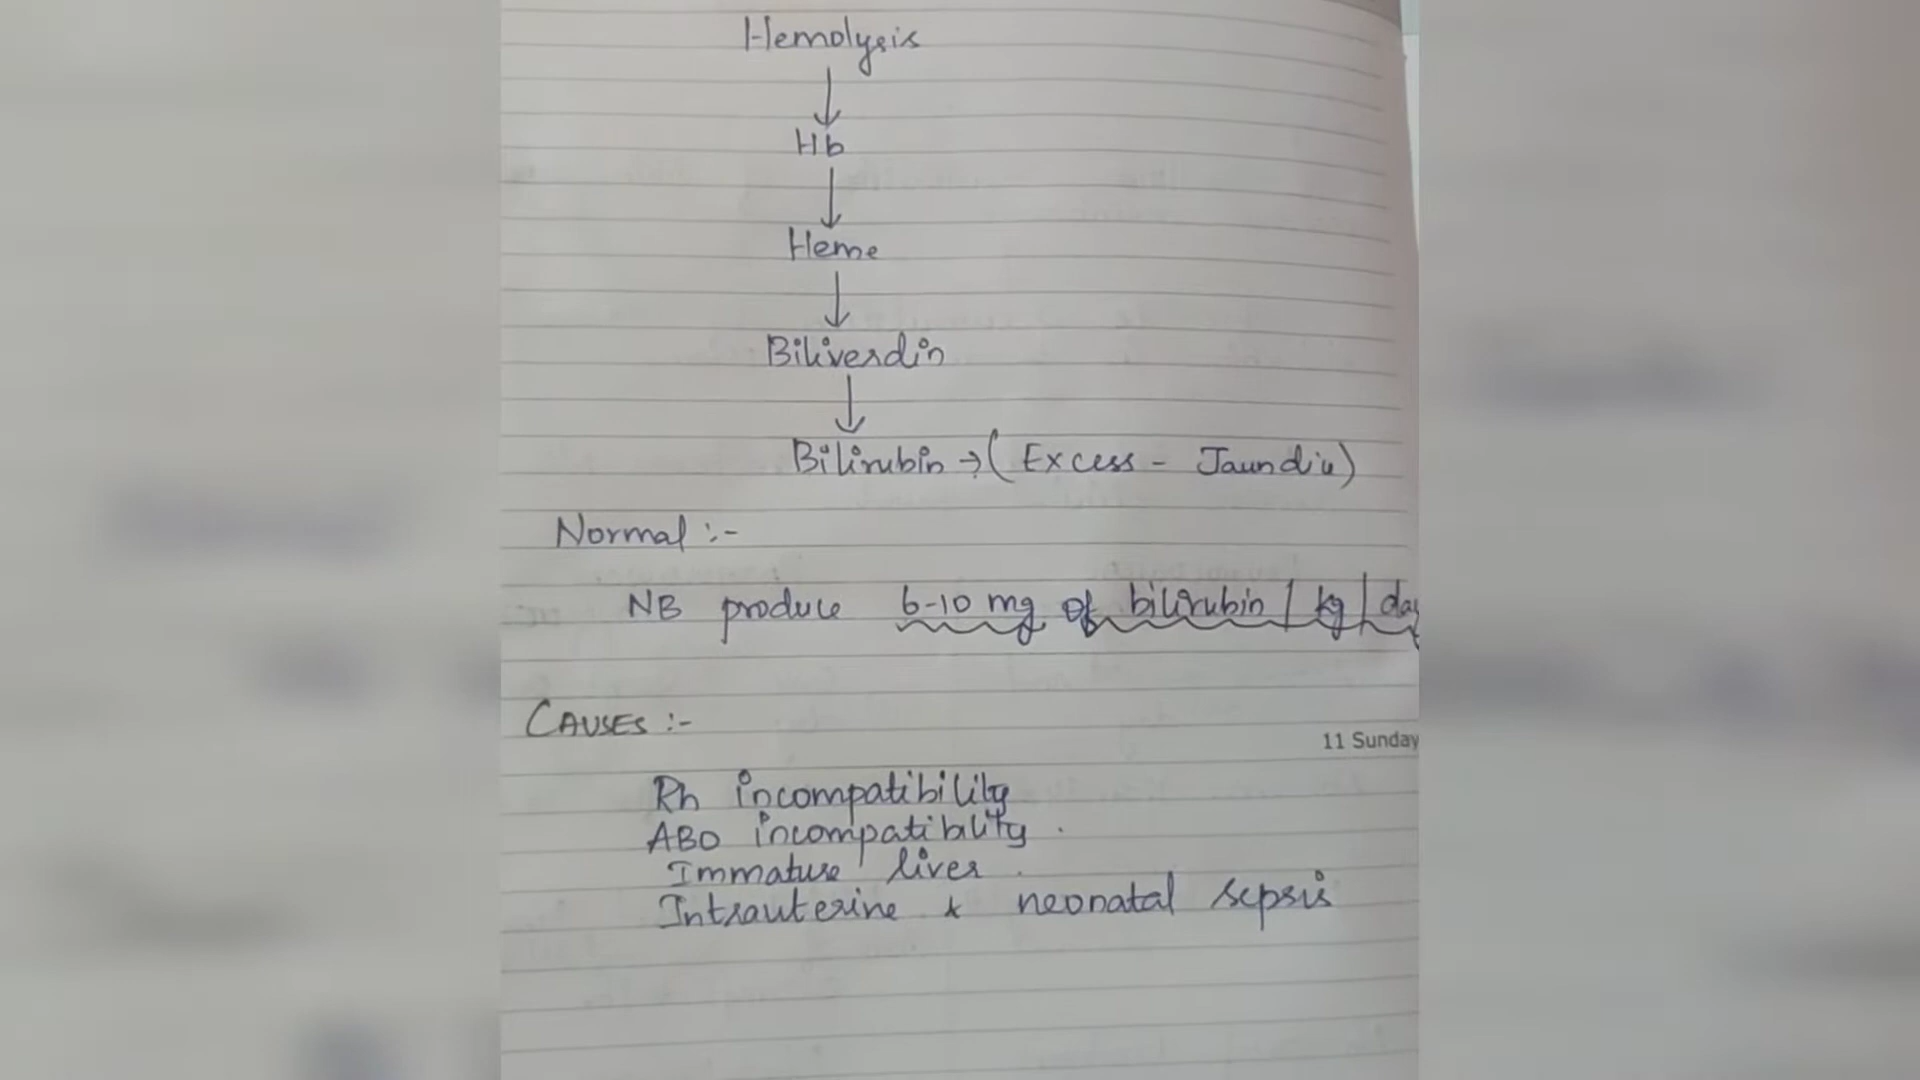 Hemolysis
↓
Hb
↓
Heme
↓
Biliverdin
↓
Bilirubin → (Excess - Jaundice)
Normal :-
NB produce 6-10 mg of bilirubin / kg / day
CAUSES :-
11 Sunday
Rh incompatibility
ABO incompatibility .
Immature liver .
Intrauterine & neonatal sepsis